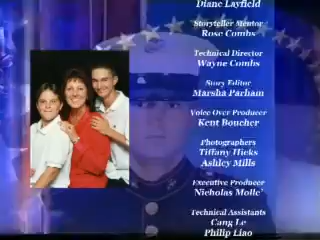 Diane Layfield
Storyteller Mentor
Rose Combs
Technical Director
Wayne Combs
Story Editor
Marsha Parham
Voice Over Producer
Kent Boucher
Photographers
Tiffany Hicks
Ashley Mills
Executive Producer
Nicholas Molle'
Technical Assistants
Cang Le
Philip Liao